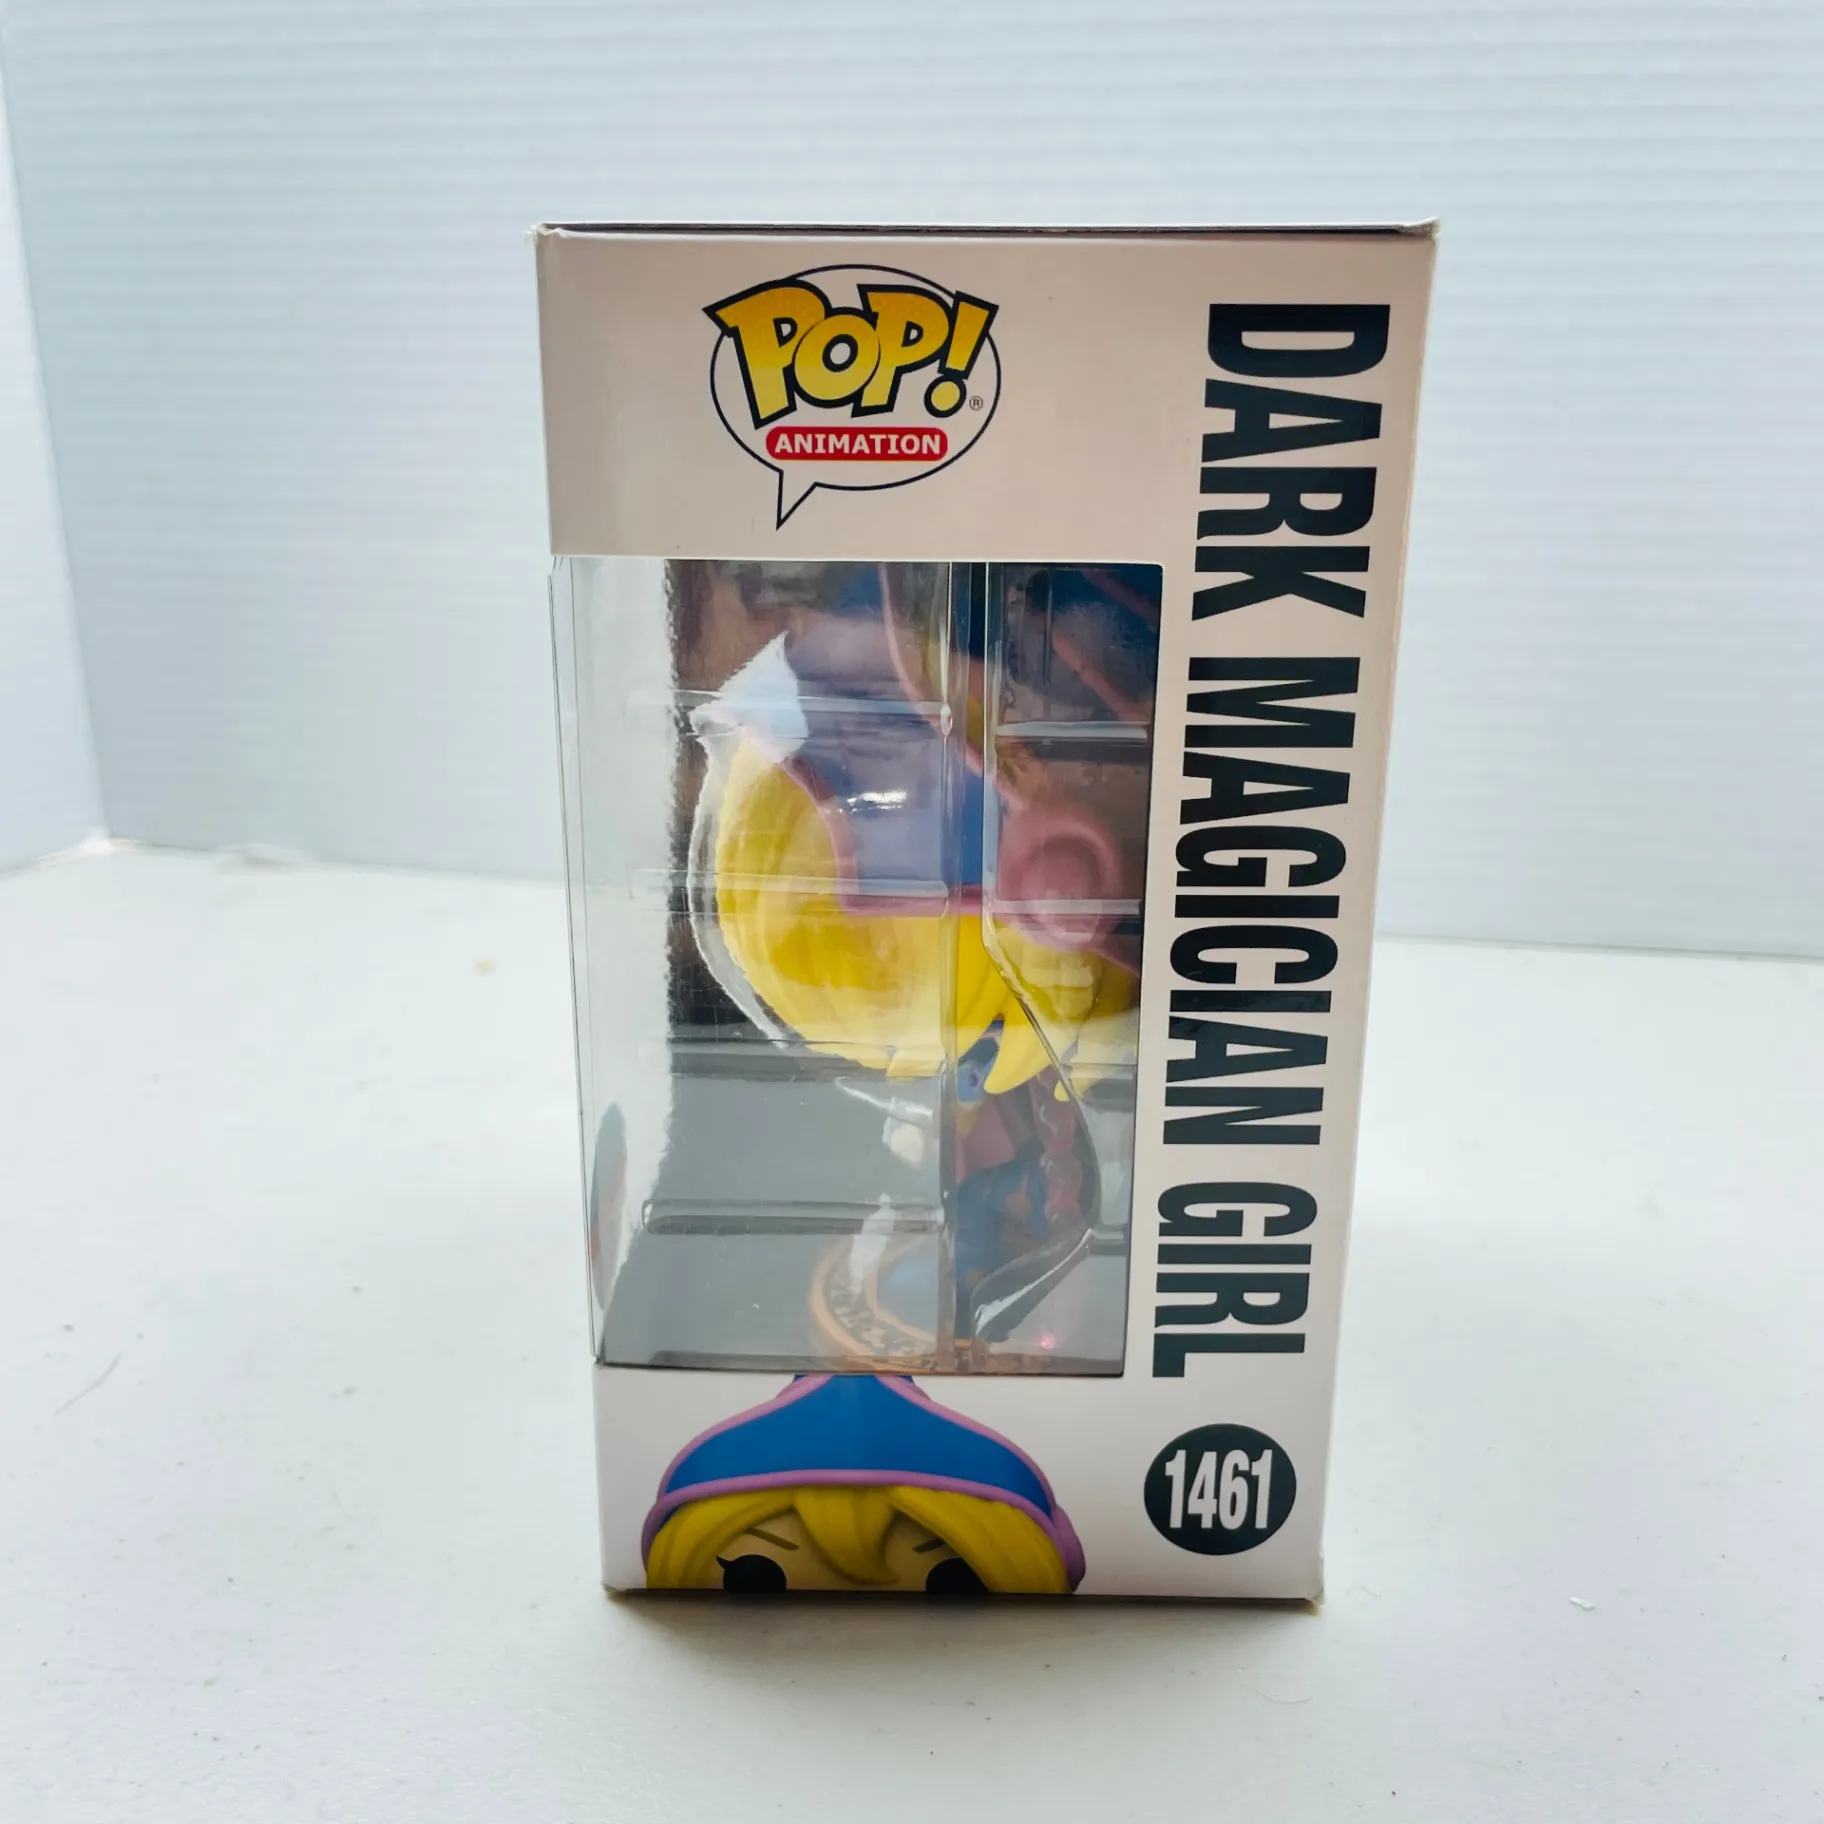 POP!®
ANIMATION
DARK MAGICIAN GIRL
1461